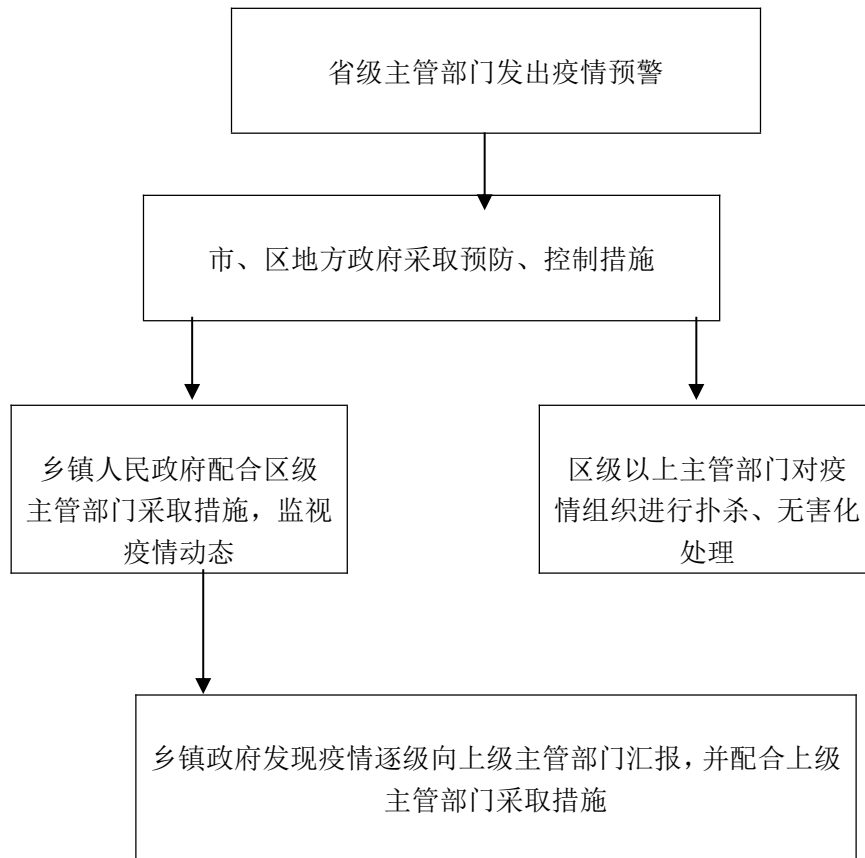 省级主管部门发出疫情预警
市、区地方政府采取预防、控制措施
乡镇人民政府配合区级
主管部门采取措施，监视
疫情动态
区级以上主管部门对疫
情组织进行扑杀、无害化
处理
乡镇政府发现疫情逐级向上级主管部门汇报，并配合上级
主管部门采取措施